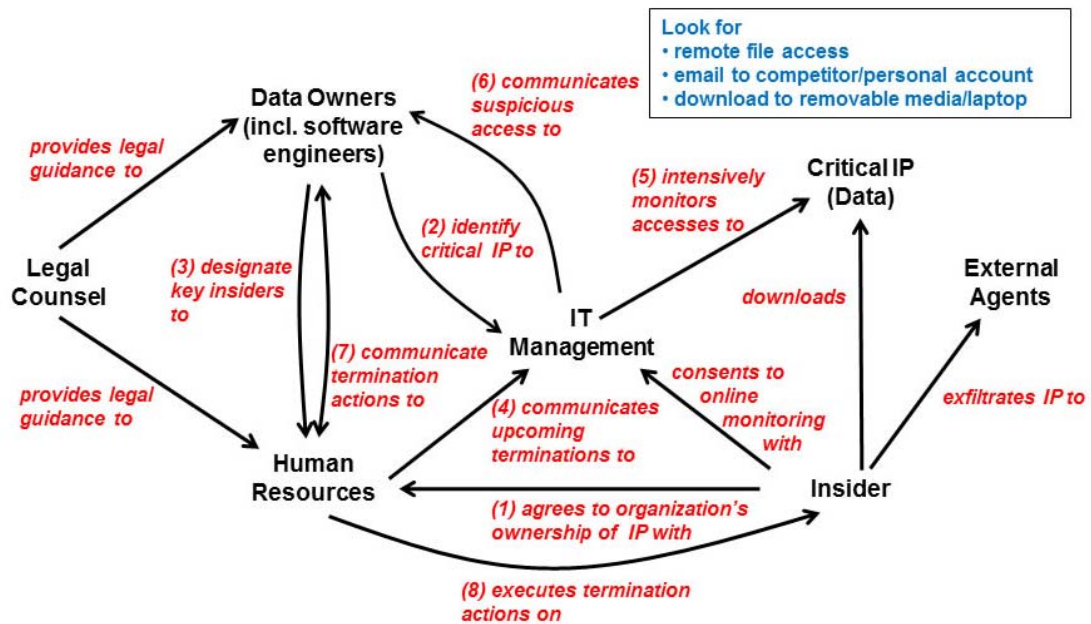 Look for
• remote file access
• email to competitor/personal account
• download to removable media/laptop
(6) communicates
suspicious
access to
Data Owners
(incl. software
engineers)
provides legal
guidance to
(5) intensively
monitors
accesses to
Critical IP
(Data)
(2) identify
critical IP to
Legal
Counsel
(3) designate
key insiders
to
External
Agents
downloads
IT
Management
(7) communicate
termination
actions to
consents to
online
monitoring
with
provides legal
guidance to
(4) communicates
upcoming
terminations to
exfiltrates IP to
Human
Resources
Insider
(1) agrees to organization's
ownership of IP with
(8) executes termination
actions on